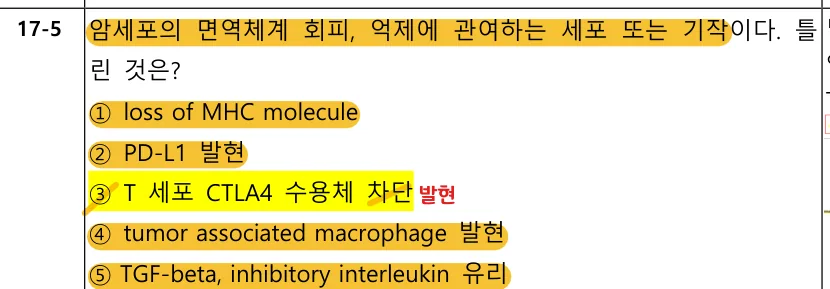 17-5 암세포의 면역체계 회피, 억제에 관여하는 세포 또는 기작이다. 틀
린 것은?
① loss of MHC molecule
② PD-L1 발현
③ T 세포 CTLA4 수용체 차단 발현
④ tumor associated macrophage 발현
⑤ TGF-beta, inhibitory interleukin 유리